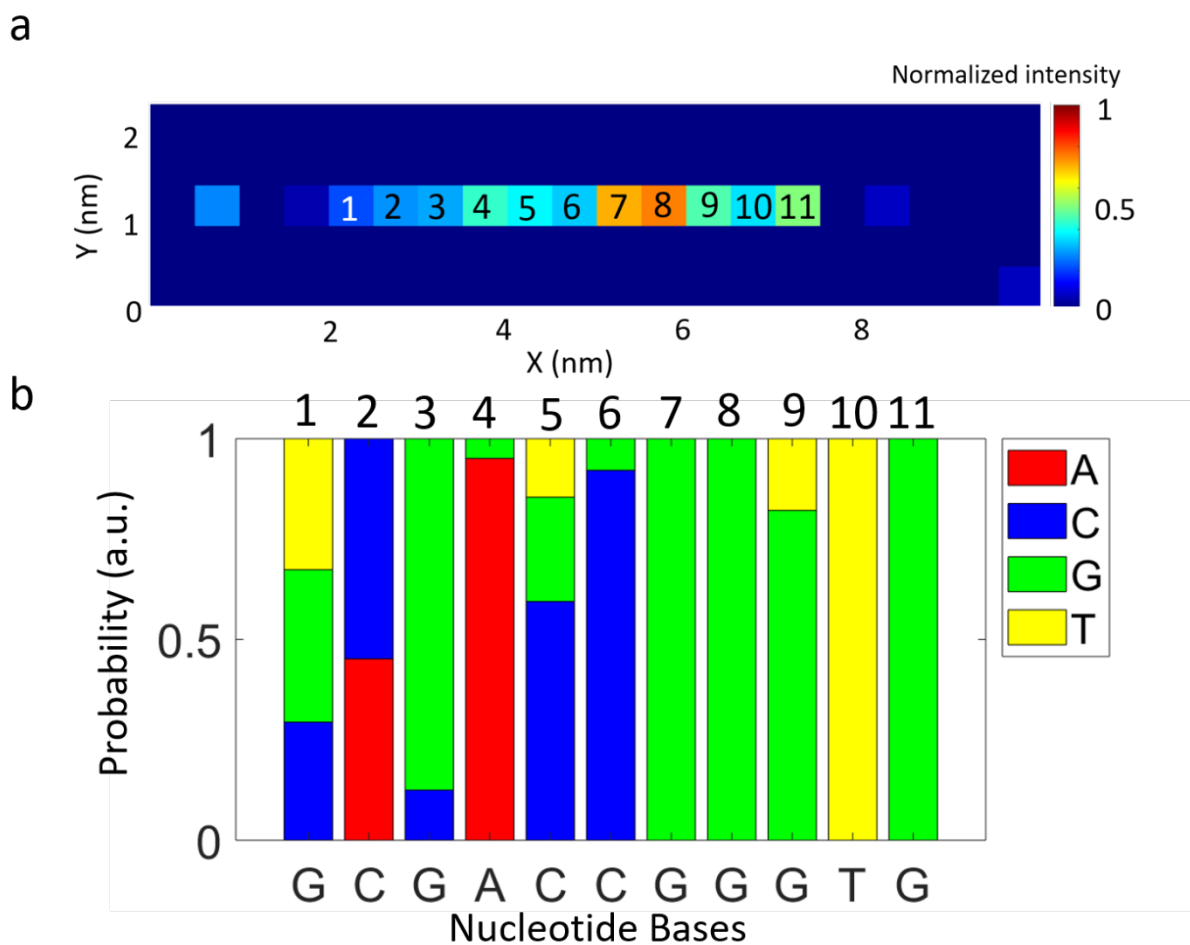 a
Normalized intensity
1
0.5
0
2
1
0
Y (nm)
1 2 3 4 5 6 7 8 9 10 11
2 4 6 8
X (nm)
b
1 2 3 4 5 6 7 8 9 10 11
1
0.5
0
Probability (a.u.)
A
C
G
T
G C G A C C G G G T G
Nucleotide Bases